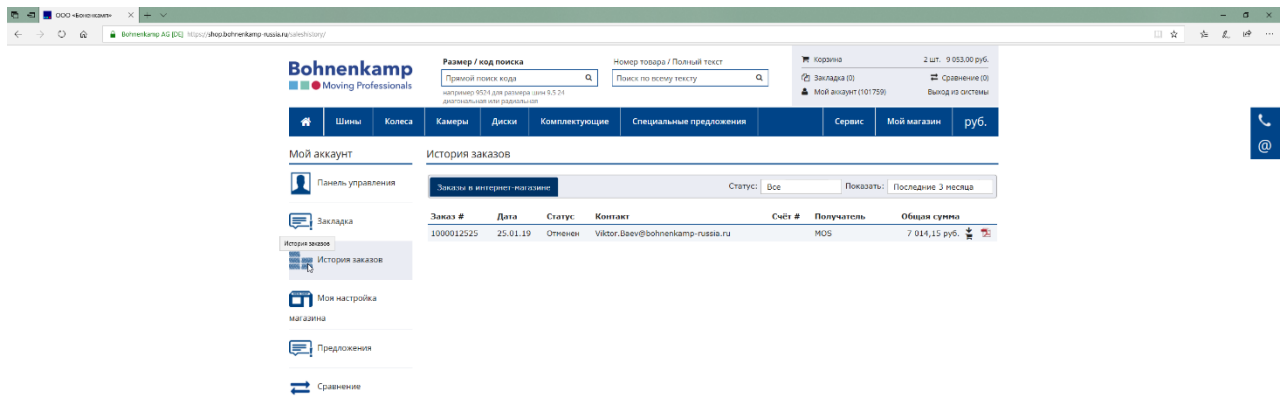 ООО «Боненкамп»
Bohnenkamp AG [DE] https://shop.bohnenkamp-russia.ru/saleshistory/
Bohnenkamp
Moving Professionals
Размер / код поиска
Прямой поиск кода
например 9524 для размера шин 9.5 24
диагональная или радиальная
Номер товара / Полный текст
Поиск по всему тексту
Корзина 2 шт. 9 053,00 руб.
Закладка (0) Сравнение (0)
Мой аккаунт (101759) Выход из системы
Шины Колеса Камеры Диски Комплектующие Специальные предложения Сервис Мой магазин руб.
@
Мой аккаунт
Панель управления
Закладка
История заказов
История заказов
Моя настройка
магазина
Предложения
Сравнение
История заказов
Заказы в интернет-магазине Статус: Все Показать: Последние 3 месяца
Заказ # Дата Статус Контакт Счёт # Получатель Общая сумма
1000012525 25.01.19 Отменен Viktor.Baev@bohnenkamp-russia.ru MOS 7 014,15 руб.